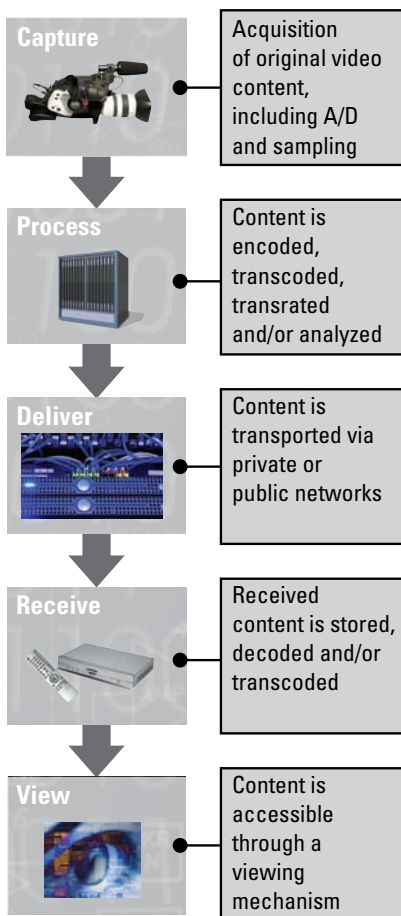 Capture
Acquisition
of original video
content,
including A/D
and sampling
Process
Content is
encoded,
transcoded,
transrated
and/or analyzed
Deliver
Content is
transported via
private or
public networks
Receive
Received
content is stored,
decoded and/or
transcoded
View
Content is
accessible
through a
viewing
mechanism